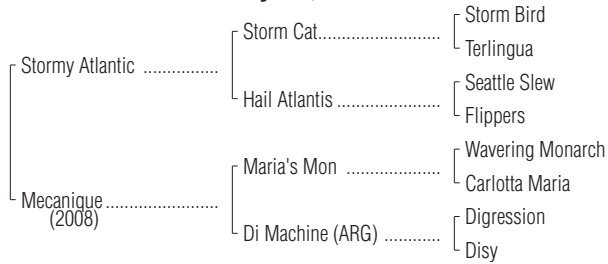 Storm Bird
Storm Cat......................
Terlingua
Stormy Atlantic ...............
Seattle Slew
Hail Atlantis ...................
Flippers
Wavering Monarch
Maria's Mon .................
Carlotta Maria
Mecanique ......................
(2008)
Digression
Di Machine (ARG) ...........
Disy